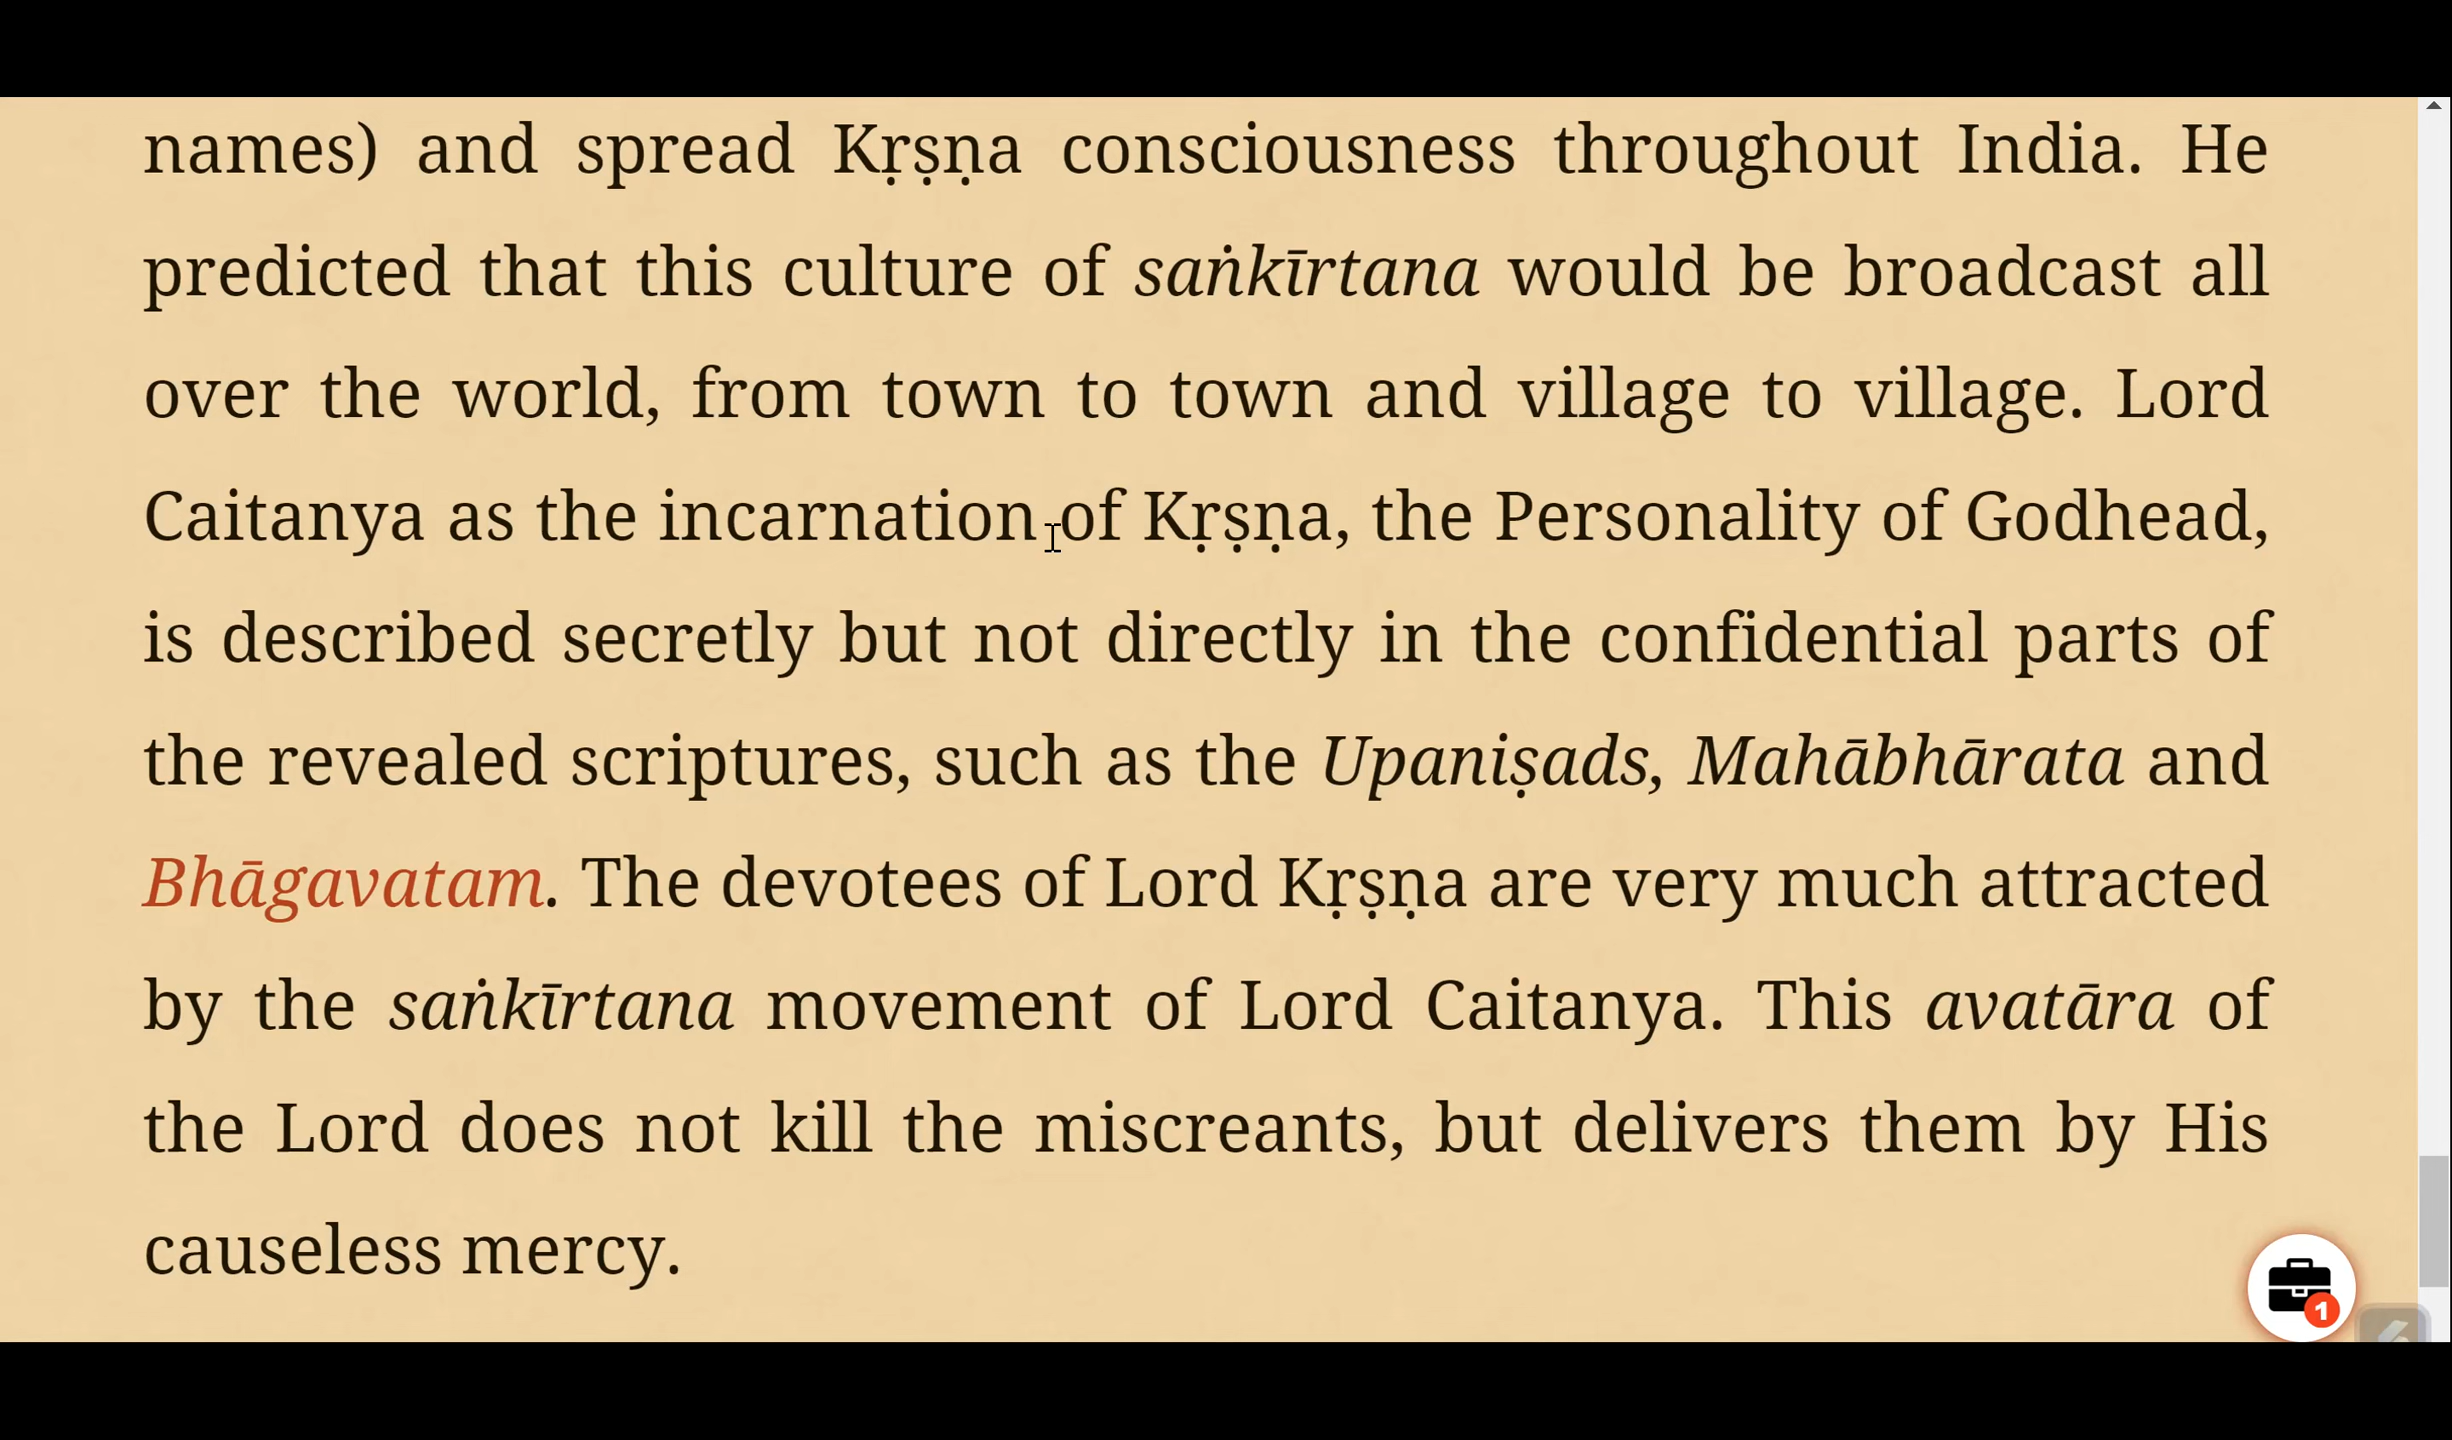 names) and spread Kṛṣṇa consciousness throughout India. He
predicted that this culture of saṅkīrtana would be broadcast all
over the world, from town to town and village to village. Lord
Caitanya as the incarnation of Kṛṣṇa, the Personality of Godhead,
is described secretly but not directly in the confidential parts of
the revealed scriptures, such as the Upaniṣads, Mahābhārata and
Bhāgavatam. The devotees of Lord Kṛṣṇa are very much attracted
by the saṅkīrtana movement of Lord Caitanya. This avatāra of
the Lord does not kill the miscreants, but delivers them by His
causeless mercy.
1